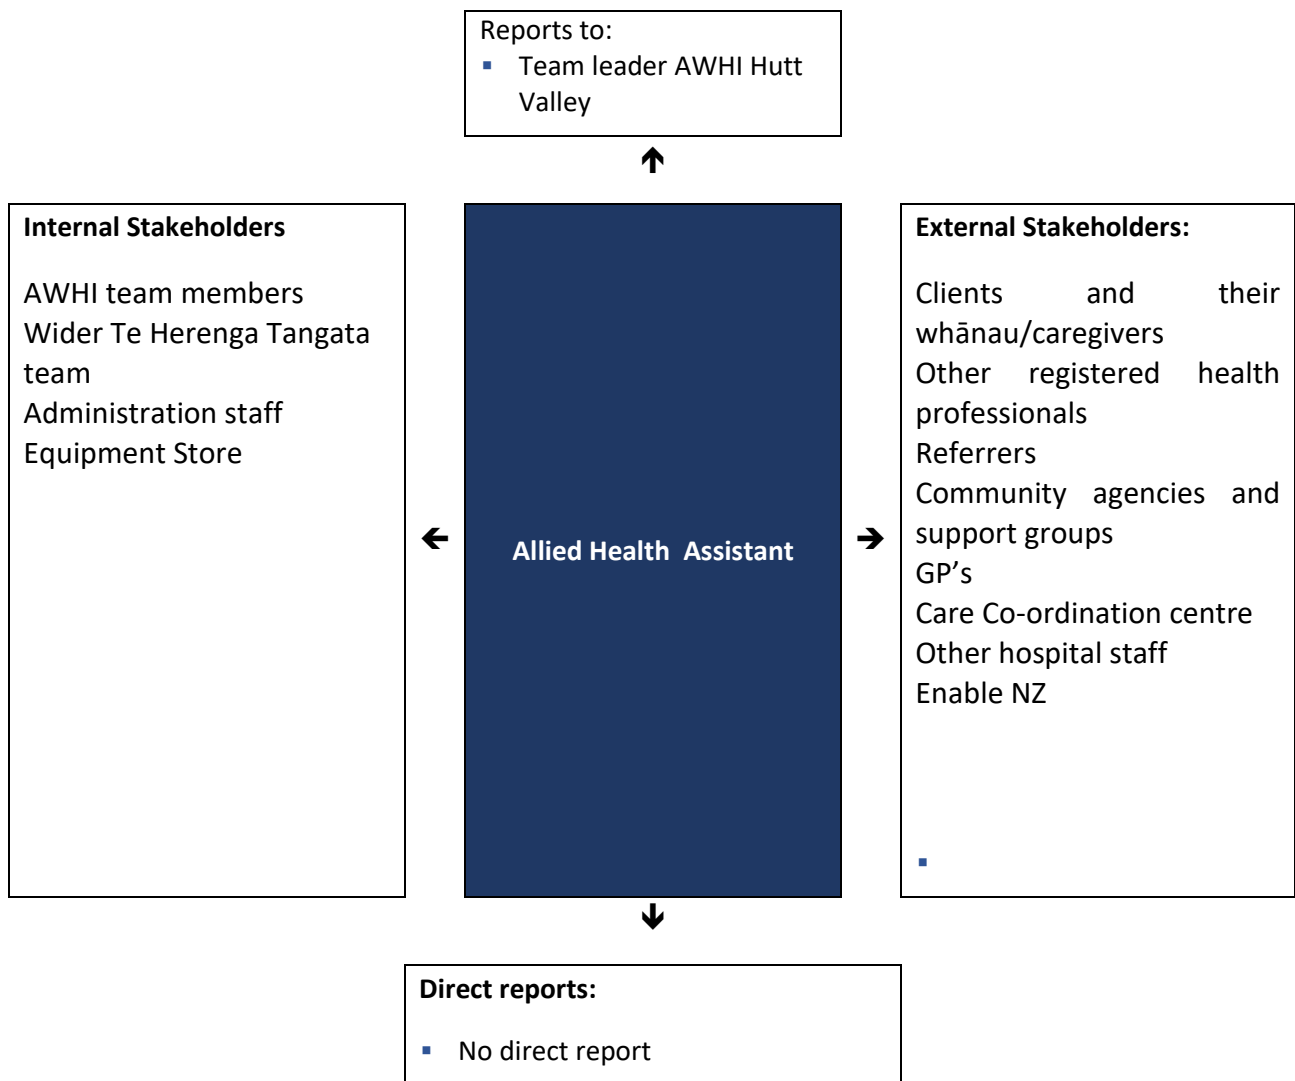 Reports to:
▪ Team leader AWHI Hutt
Valley
Internal Stakeholders
AWHI team members
Wider Te Herenga Tangata
team
Administration staff
Equipment Store
Allied Health Assistant
External Stakeholders:
Clients and their
whānau/caregivers
Other registered health
professionals
Referrers
Community agencies and
support groups
GP’s
Care Co-ordination centre
Other hospital staff
Enable NZ
▪
Direct reports:
▪ No direct report